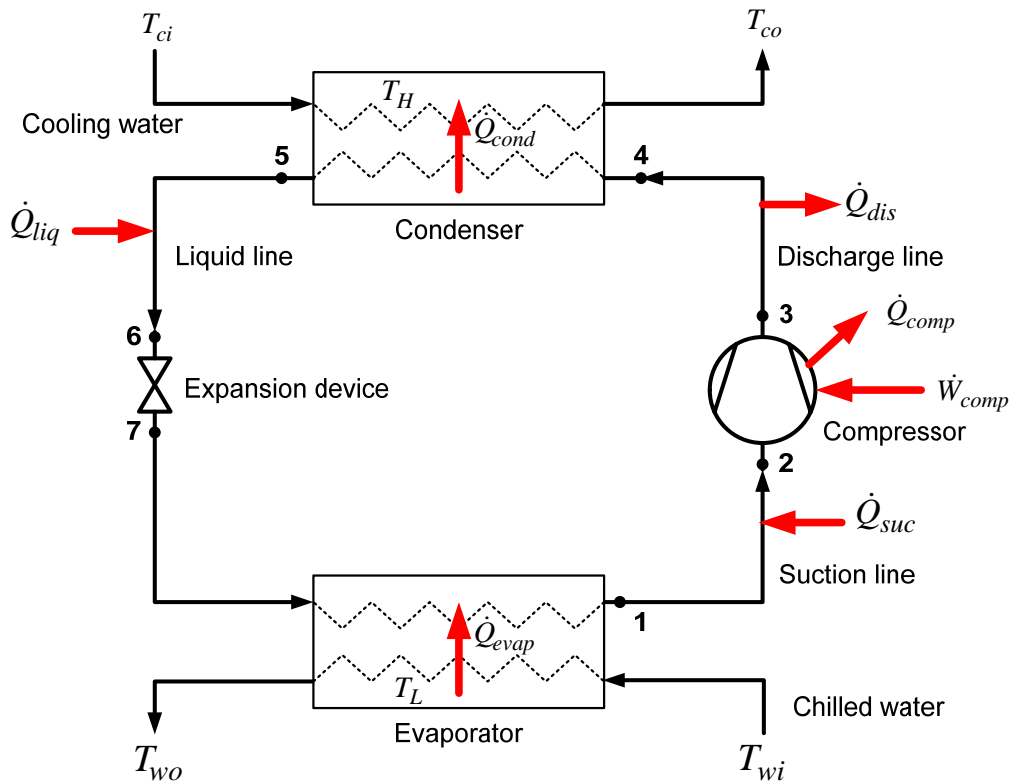 T_ci
T_co
T_H
Cooling water
Q̇_cond
5
4
Q̇_liq
Q̇_dis
Condenser
Liquid line
Discharge line
3
Q̇_comp
6
Expansion device
Ẇ_comp
7
Compressor
2
Q̇_suc
Suction line
1
Q̇_evap
T_L
Chilled water
Evaporator
T_wo
T_wi